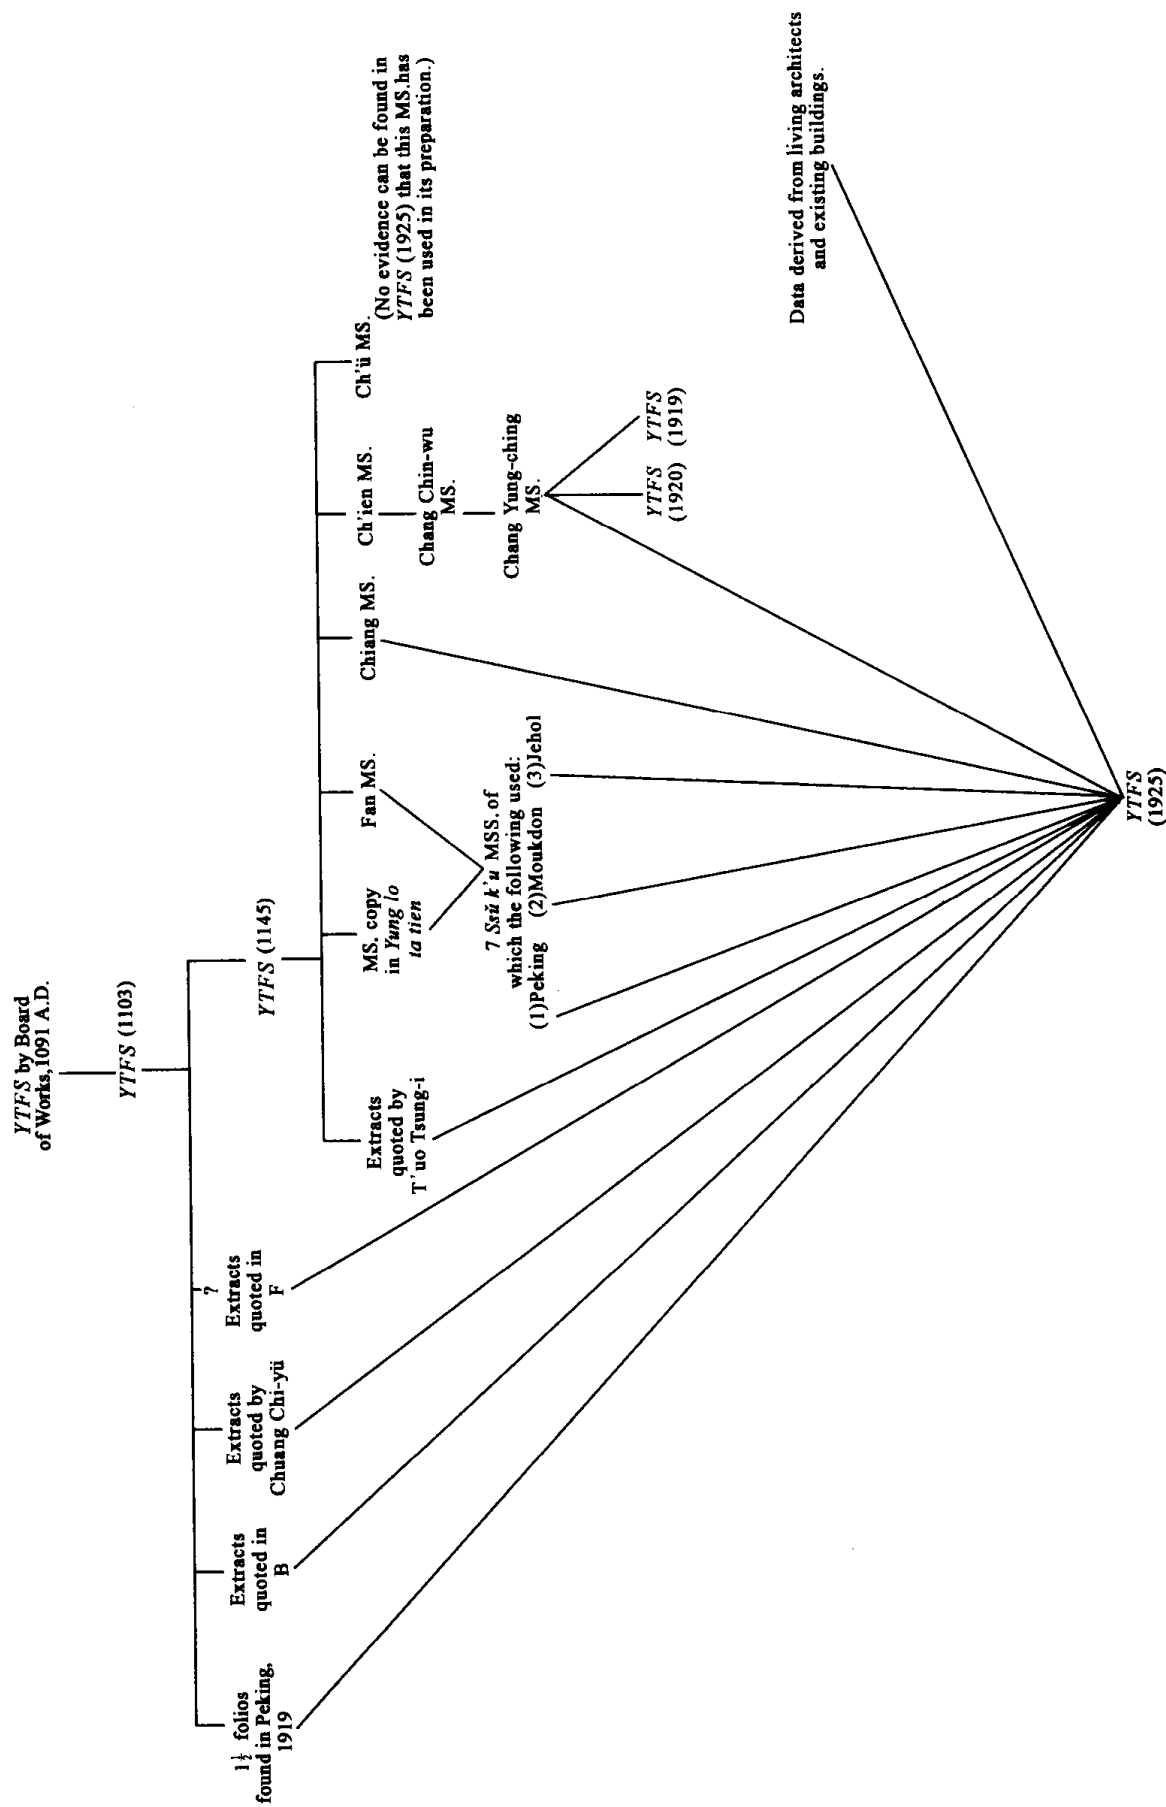 YTFS by Board
of Works, 1091 A.D.
YTFS (1103)
1½ folios
found in Peking,
1919
Extracts
quoted in
B
Extracts
quoted by
Chuang Chi-yü
?
Extracts
quoted in
F
YTFS (1145)
Extracts
quoted by
T'uo Tsung-i
MS. copy
in Yung lo
ta tien
Fan MS.
Chiang MS.
Ch'ien MS.
Ch'ü MS.
(No evidence can be found in
YTFS (1925) that this MS.has
been used in its preparation.)
Chang Chin-wu
MS.
Chang Yung-ching
MS.
7 Ssŭ k'u MSS. of
which the following used:
(1)Peking (2)Moukdon (3)Jehol
YTFS YTFS
(1920) (1919)
Data derived from living architects
and existing buildings.
YTFS
(1925)